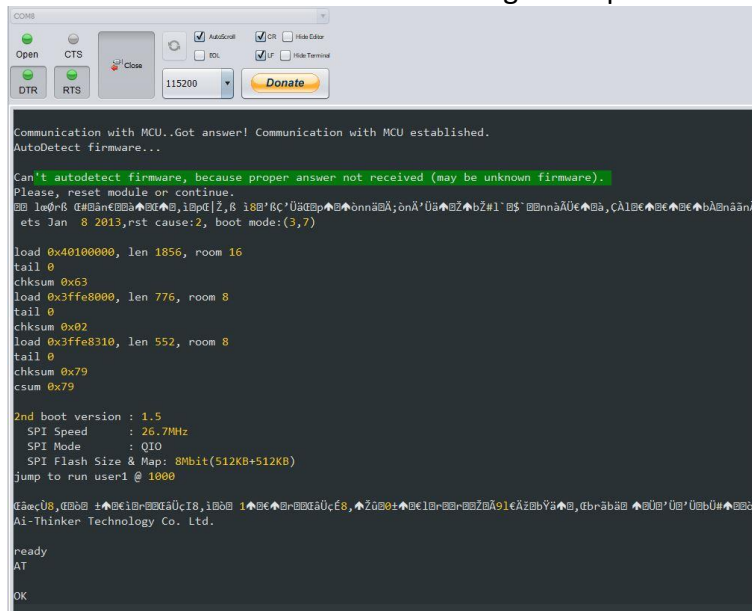 COM8
AutoScroll CR Hide Editor
Open CTS Close EOL LF Hide Terminal
DTR RTS 115200 Donate
Communication with MCU..Got answer! Communication with MCU established.
AutoDetect firmware...
Can't autodetect firmware, because proper answer not received (may be unknown firmware).
Please, reset module or continue.
ets Jan 8 2013,rst cause:2, boot mode:(3,7)
load 0x40100000, len 1856, room 16
tail 0
chksum 0x63
load 0x3ffe8000, len 776, room 8
tail 0
chksum 0x02
load 0x3ffe8310, len 552, room 8
tail 0
chksum 0x79
csum 0x79
2nd boot version : 1.5
SPI Speed : 26.7MHz
SPI Mode : QIO
SPI Flash Size & Map: 8Mbit(512KB+512KB)
jump to run user1 @ 1000
Ai-Thinker Technology Co. Ltd.
ready
AT
OK